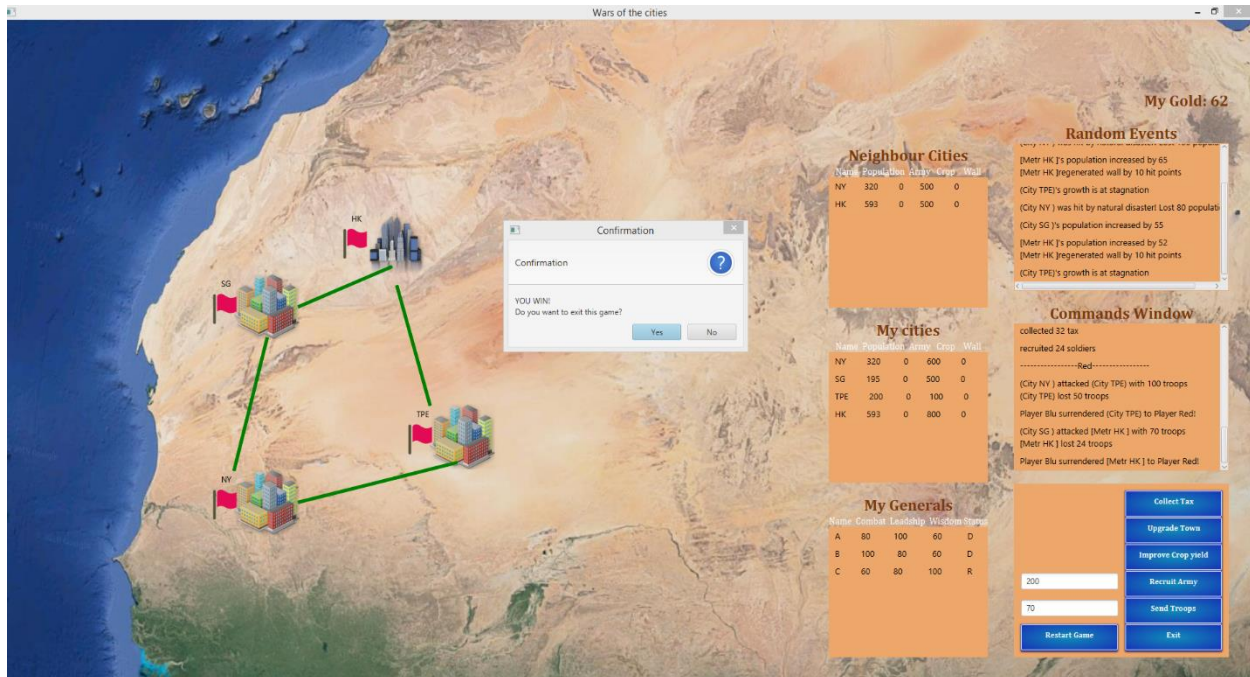 Wars of the cities
My Gold: 62
Random Events
[Metr HK ]'s population increased by 65
[Metr HK ]regenerated wall by 10 hit points
(City TPE)'s growth is at stagnation
(City NY ) was hit by natural disaster! Lost 80 populati
(City SG )'s population increased by 55
[Metr HK ]'s population increased by 52
[Metr HK ]regenerated wall by 10 hit points
(City TPE)'s growth is at stagnation
Neighbour Cities
Name Population Army Crop Wall
NY 320 0 500 0
HK 593 0 500 0
HK
SG
TPE
NY
Confirmation
Confirmation
?
YOU WIN!
Do you want to exit this game?
Yes No
My cities
Name Population Army Crop Wall
NY 320 0 600 0
SG 195 0 500 0
TPE 200 0 100 0
HK 593 0 800 0
Commands Window
collected 32 tax
recruited 24 soldiers
------------------Red------------------
(City NY ) attacked (City TPE) with 100 troops
(City TPE) lost 50 troops
Player Blu surrendered (City TPE) to Player Red!
(City SG ) attacked [Metr HK ] with 70 troops
[Metr HK ] lost 24 troops
Player Blu surrendered [Metr HK ] to Player Red!
My Generals
Name Combat Leadship Wisdom Status
A 80 100 60 D
B 100 80 60 D
C 60 80 100 R
Collect Tax
Upgrade Town
Improve Crop yield
200 Recruit Army
70 Send Troops
Restart Game Exit